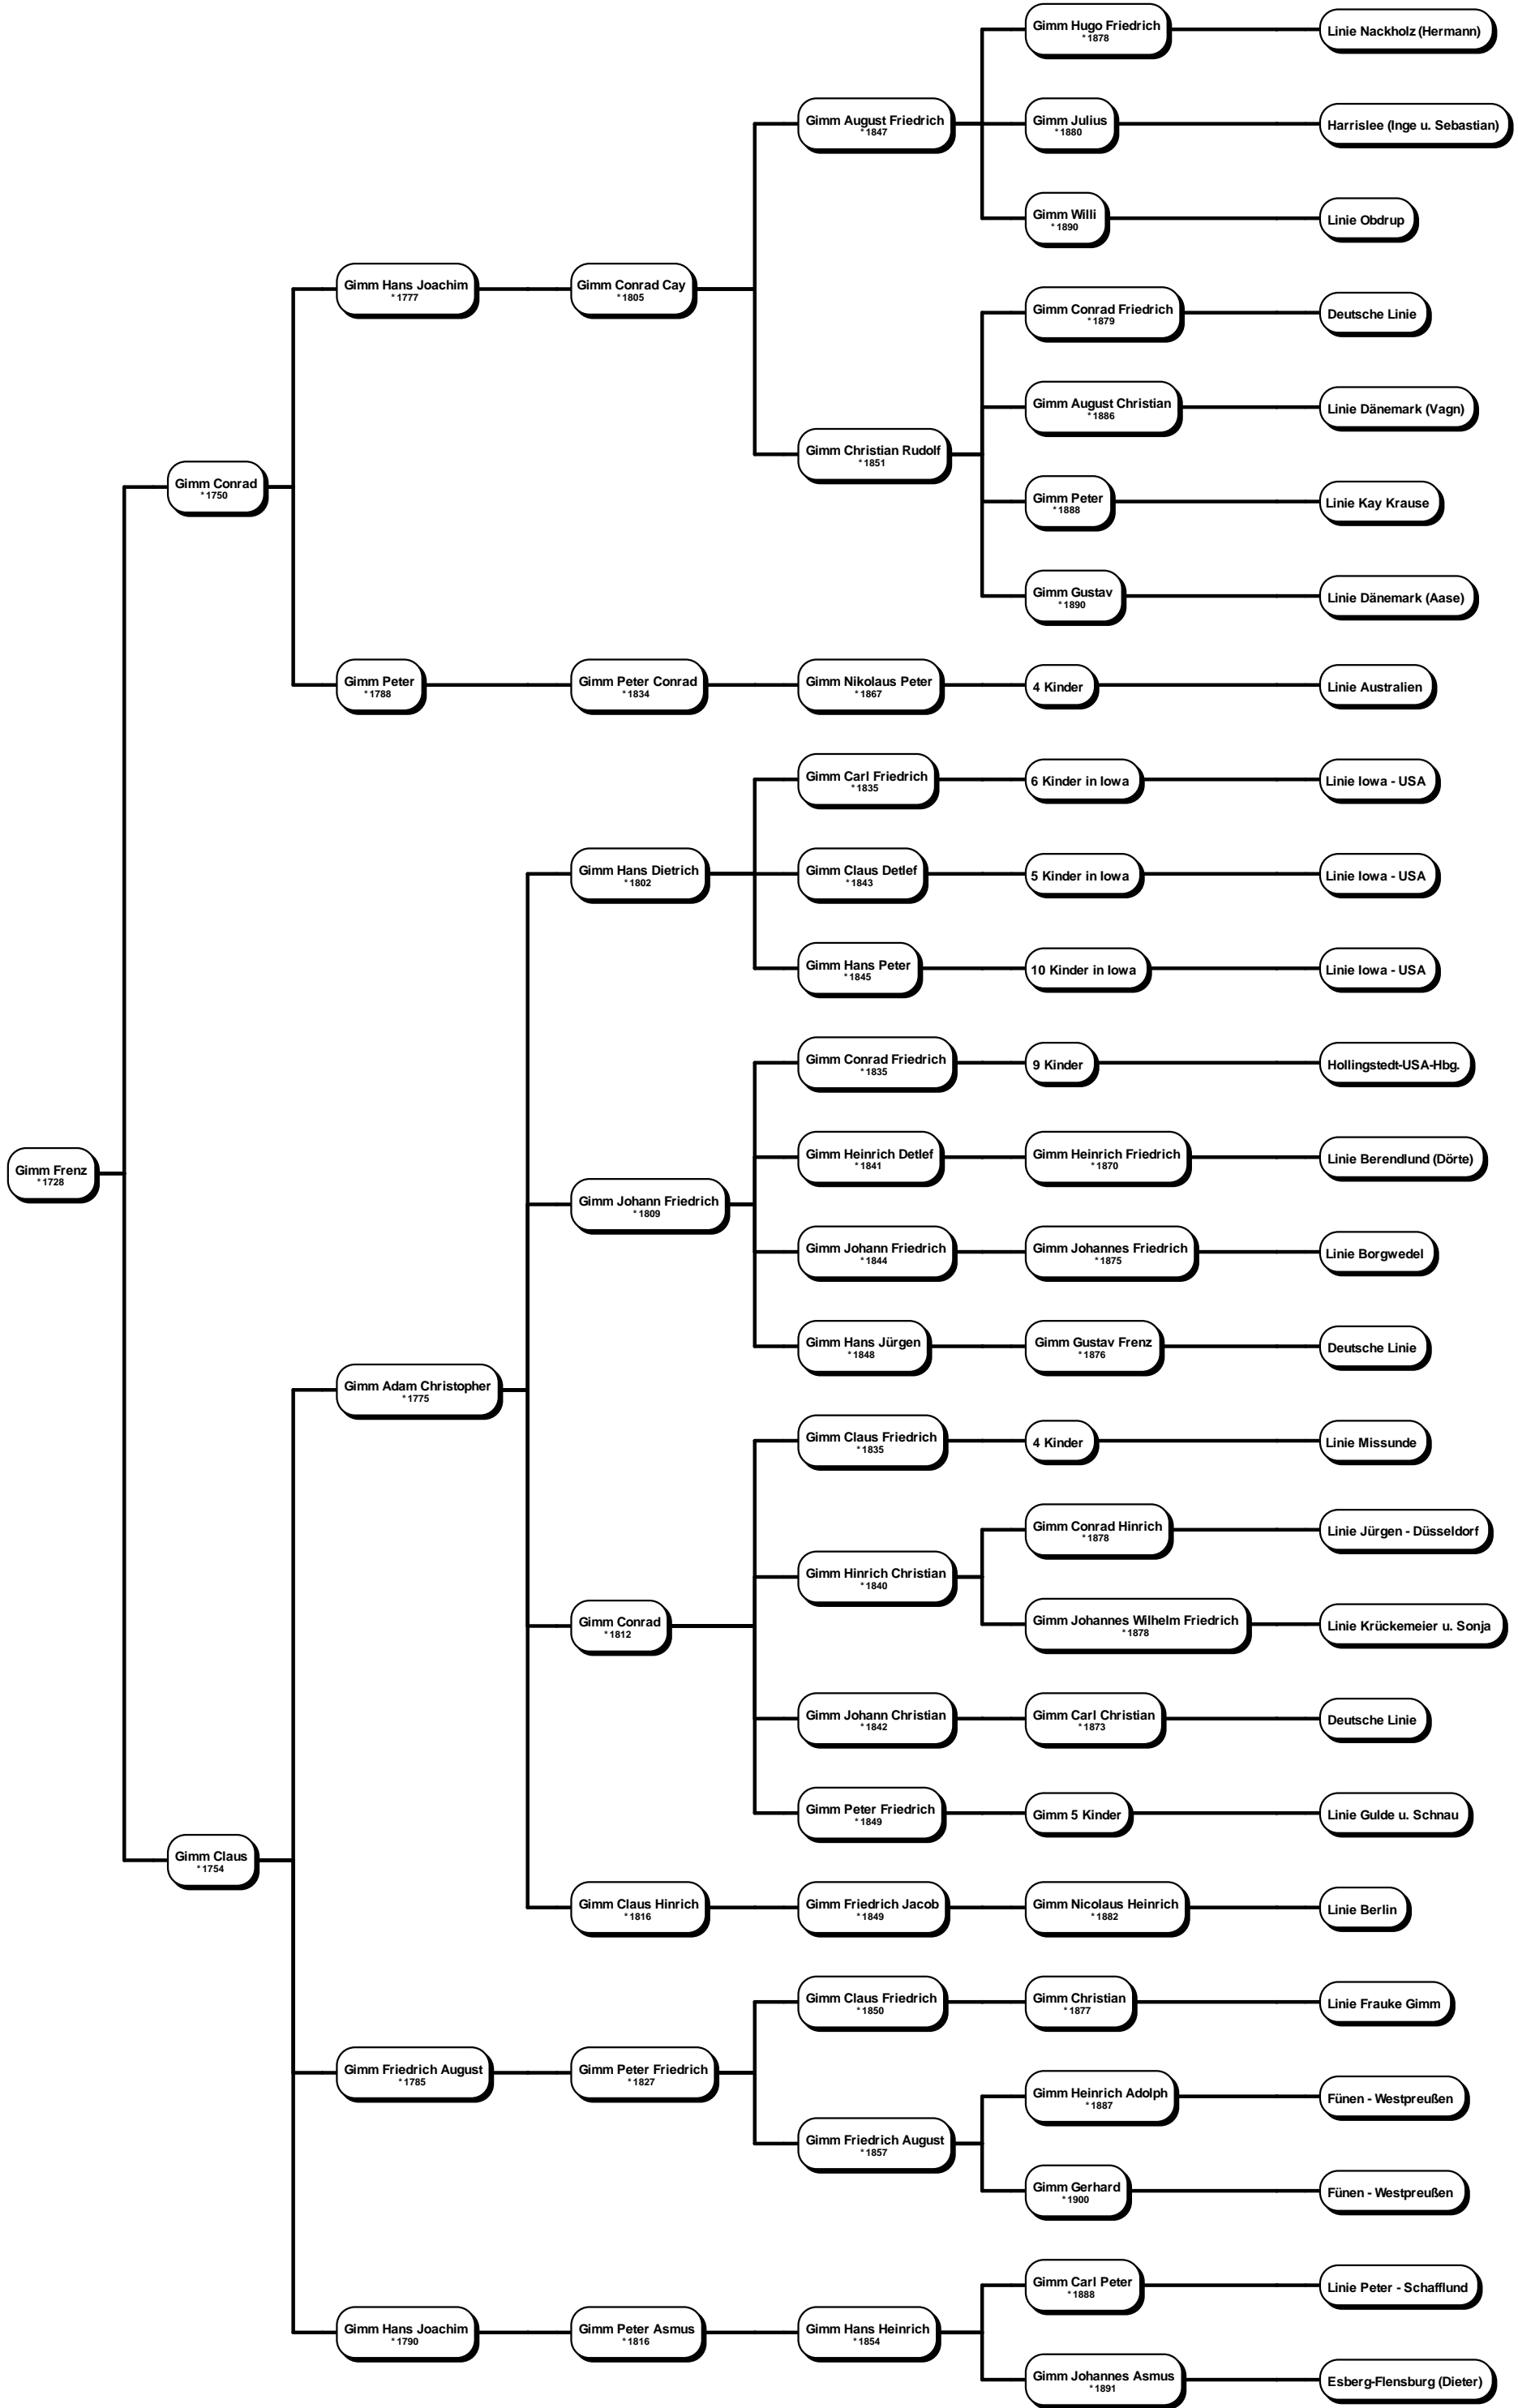 Gimm Hugo Friedrich
* 1878
Linie Nackholz (Hermann)
Gimm August Friedrich
* 1847
Gimm Julius
* 1880
Harrislee (Inge u. Sebastian)
Gimm Willi
* 1890
Linie Obdrup
Gimm Hans Joachim
* 1777
Gimm Conrad Cay
* 1805
Gimm Conrad Friedrich
* 1879
Deutsche Linie
Gimm August Christian
* 1886
Linie Dänemark (Vagn)
Gimm Christian Rudolf
* 1851
Gimm Conrad
* 1750
Gimm Peter
* 1888
Linie Kay Krause
Gimm Gustav
* 1890
Linie Dänemark (Aase)
Gimm Peter
* 1788
Gimm Peter Conrad
* 1834
Gimm Nikolaus Peter
* 1867
4 Kinder
Linie Australien
Gimm Carl Friedrich
* 1835
6 Kinder in Iowa
Linie Iowa - USA
Gimm Hans Dietrich
* 1802
Gimm Claus Detlef
* 1843
5 Kinder in Iowa
Linie Iowa - USA
Gimm Hans Peter
* 1845
10 Kinder in Iowa
Linie Iowa - USA
Gimm Conrad Friedrich
* 1835
9 Kinder
Hollingstedt-USA-Hbg.
Gimm Frenz
* 1728
Gimm Heinrich Detlef
* 1841
Gimm Heinrich Friedrich
* 1870
Linie Berendlund (Dörte)
Gimm Johann Friedrich
* 1809
Gimm Johann Friedrich
* 1844
Gimm Johannes Friedrich
* 1875
Linie Borgwedel
Gimm Hans Jürgen
* 1848
Gimm Gustav Frenz
* 1876
Deutsche Linie
Gimm Adam Christopher
* 1775
Gimm Claus Friedrich
* 1835
4 Kinder
Linie Missunde
Gimm Conrad Hinrich
* 1878
Linie Jürgen - Düsseldorf
Gimm Hinrich Christian
* 1840
Gimm Conrad
* 1812
Gimm Johannes Wilhelm Friedrich
* 1878
Linie Krückemeier u. Sonja
Gimm Johann Christian
* 1842
Gimm Carl Christian
* 1873
Deutsche Linie
Gimm Peter Friedrich
* 1849
Gimm 5 Kinder
Linie Gulde u. Schnau
Gimm Claus
* 1754
Gimm Claus Hinrich
* 1816
Gimm Friedrich Jacob
* 1849
Gimm Nicolaus Heinrich
* 1882
Linie Berlin
Gimm Claus Friedrich
* 1850
Gimm Christian
* 1877
Linie Frauke Gimm
Gimm Friedrich August
* 1785
Gimm Peter Friedrich
* 1827
Gimm Heinrich Adolph
* 1887
Fünen - Westpreußen
Gimm Friedrich August
* 1857
Gimm Gerhard
* 1900
Fünen - Westpreußen
Gimm Carl Peter
* 1888
Linie Peter - Schafflund
Gimm Hans Joachim
* 1790
Gimm Peter Asmus
* 1816
Gimm Hans Heinrich
* 1854
Gimm Johannes Asmus
* 1891
Esberg-Flensburg (Dieter)